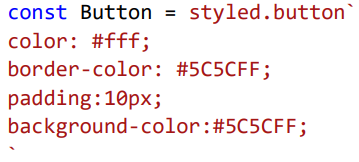 const Button = styled.button`
color: #fff;
border-color: #5C5CFF;
padding:10px;
background-color:#5C5CFF;
`